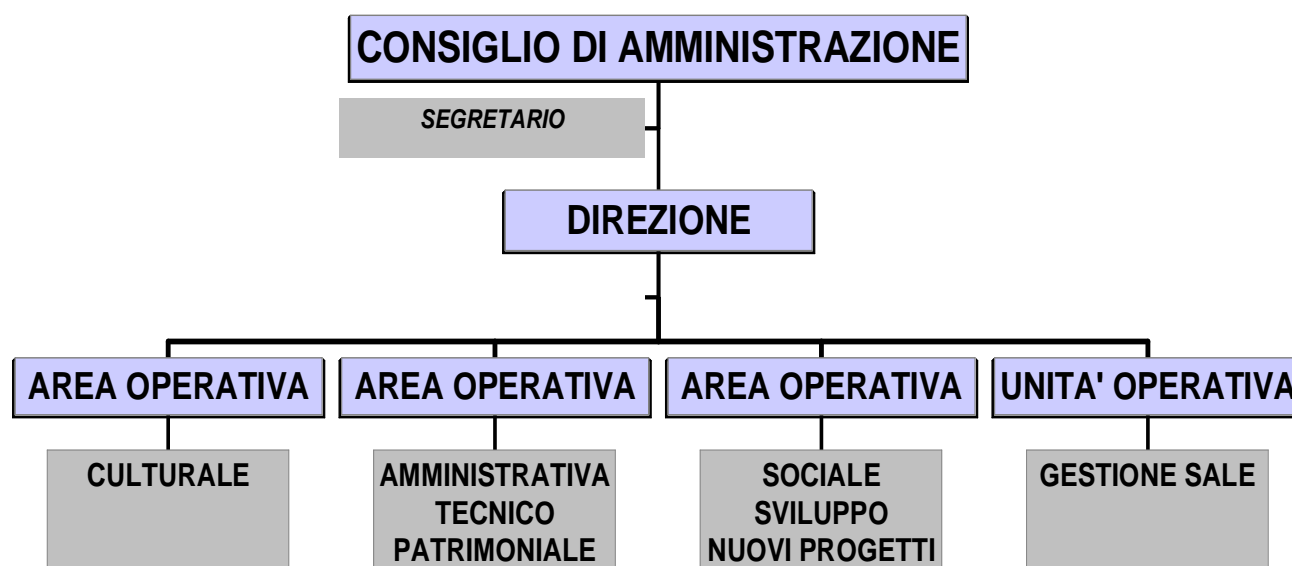 CONSIGLIO DI AMMINISTRAZIONE
SEGRETARIO
DIREZIONE
AREA OPERATIVA
AREA OPERATIVA
AREA OPERATIVA
UNITA' OPERATIVA
CULTURALE
AMMINISTRATIVA
TECNICO
PATRIMONIALE
SOCIALE
SVILUPPO
NUOVI PROGETTI
GESTIONE SALE